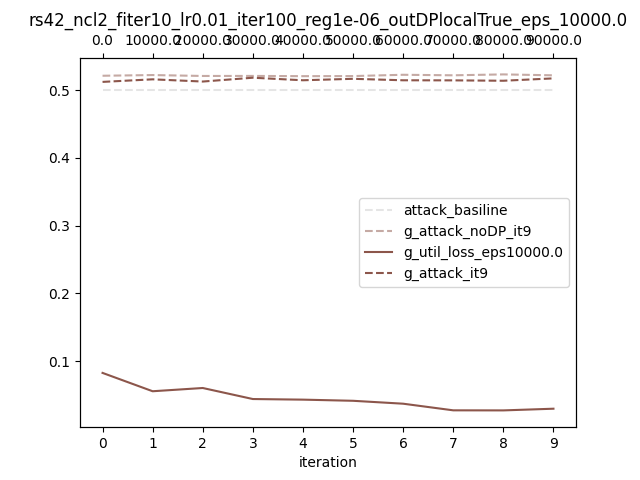 rs42_ncl2_fiter10_lr0.01_iter100_reg1e-06_outDPlocalTrue_eps_10000.0
0.0 10000.0 20000.0 30000.0 40000.0 50000.0 60000.0 70000.0 80000.0 90000.0
0.5
0.4
0.3
0.2
0.1
attack_basiline
g_attack_noDP_it9
g_util_loss_eps10000.0
g_attack_it9
0 1 2 3 4 5 6 7 8 9
iteration